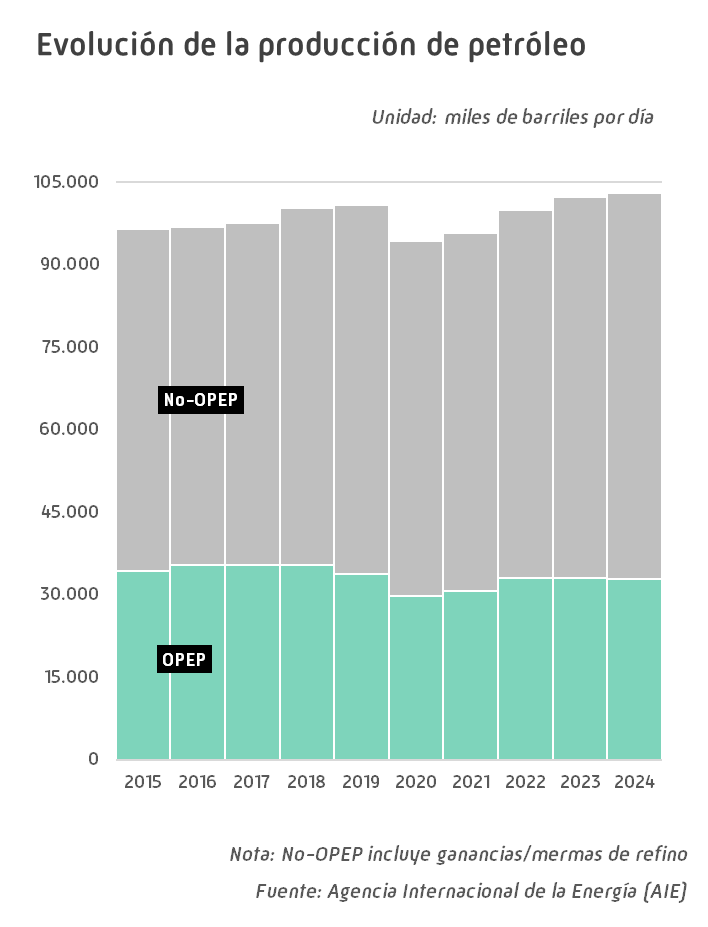 Evolución de la producción de petróleo
Unidad: miles de barriles por día
105.000
90.000
75.000
No-OPEP
60.000
45.000
30.000
OPEP
15.000
0
2015 2016 2017 2018 2019 2020 2021 2022 2023 2024
Nota: No-OPEP incluye ganancias/mermas de refino
Fuente: Agencia Internacional de la Energía (AIE)